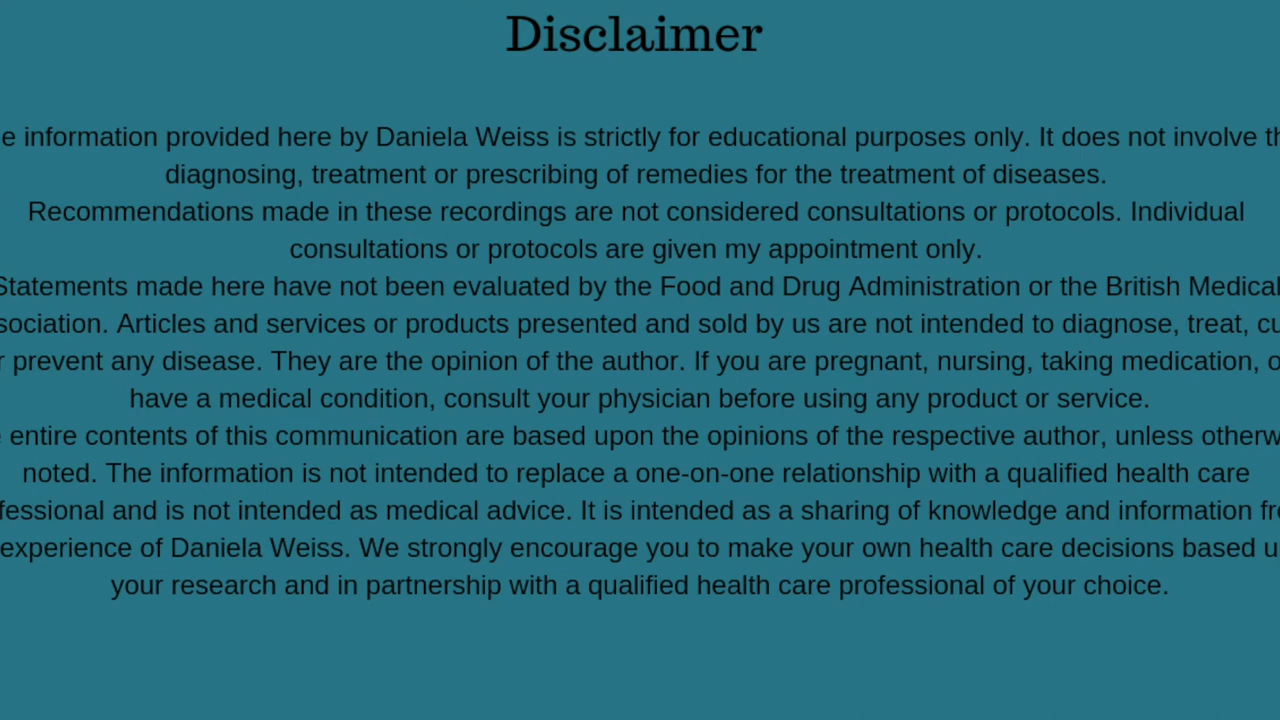 Disclaimer
e information provided here by Daniela Weiss is strictly for educational purposes only. It does not involve th
diagnosing, treatment or prescribing of remedies for the treatment of diseases.
Recommendations made in these recordings are not considered consultations or protocols. Individual
consultations or protocols are given my appointment only.
Statements made here have not been evaluated by the Food and Drug Administration or the British Medical
sociation. Articles and services or products presented and sold by us are not intended to diagnose, treat, cu
r prevent any disease. They are the opinion of the author. If you are pregnant, nursing, taking medication, o
have a medical condition, consult your physician before using any product or service.
e entire contents of this communication are based upon the opinions of the respective author, unless otherw
noted. The information is not intended to replace a one-on-one relationship with a qualified health care
fessional and is not intended as medical advice. It is intended as a sharing of knowledge and information fr
experience of Daniela Weiss. We strongly encourage you to make your own health care decisions based u
your research and in partnership with a qualified health care professional of your choice.